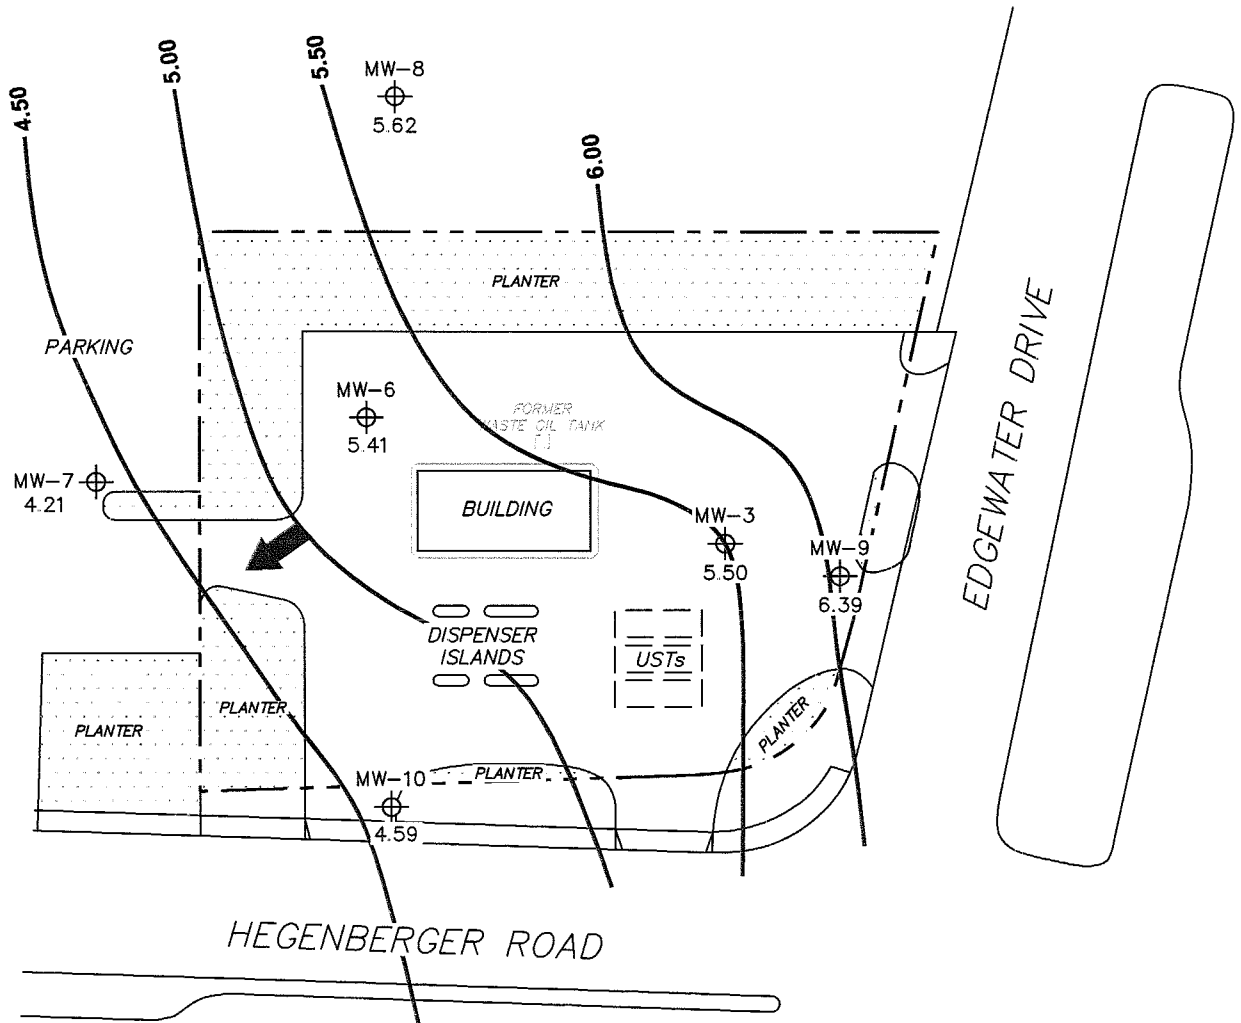 4.50
5.00
5.50
6.00
MW-8
5.62
PLANTER
PARKING
MW-6
5.41
FORMER
WASTE OIL TANK
MW-7
4.21
BUILDING
MW-3
5.50
MW-9
6.39
EDGEWATER DRIVE
DISPENSER
ISLANDS
USTs
PLANTER
PLANTER
PLANTER
PLANTER
MW-10
4.59
HEGENBERGER ROAD